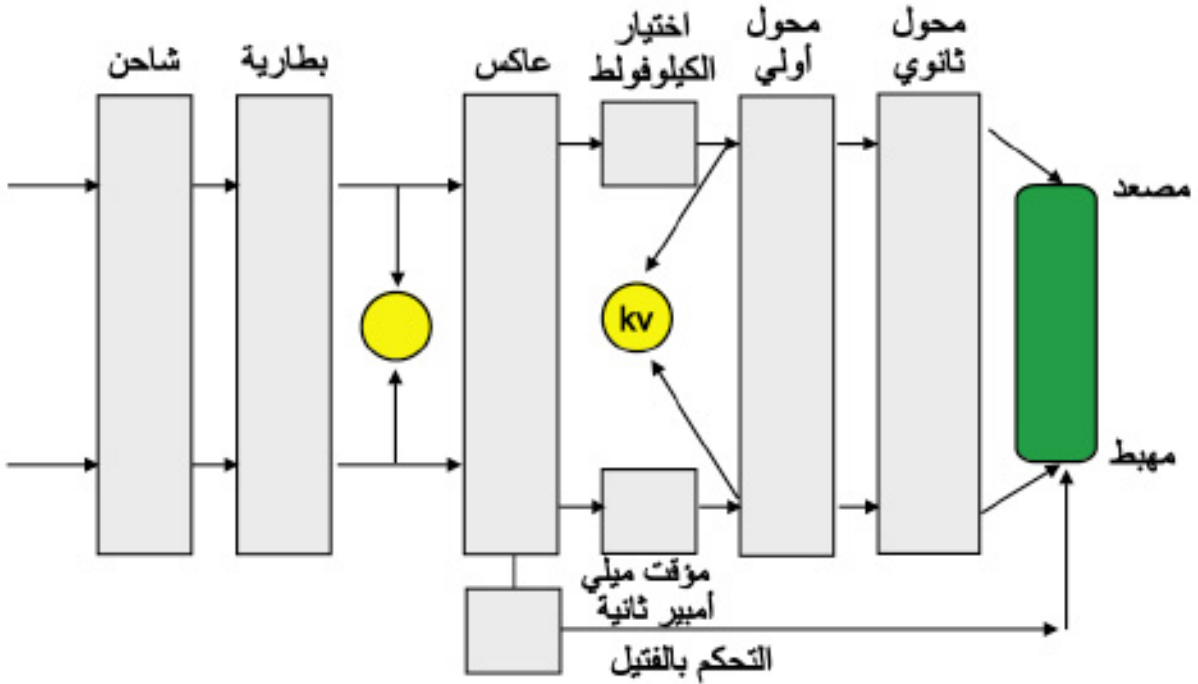 شاحن
بطارية
عاكس
اختيار
الكيلوفولط
محول
أولي
محول
ثانوي
مصعد
kv
مهبط
مؤقت ميلي
أمبير ثانية
التحكم بالفتيل